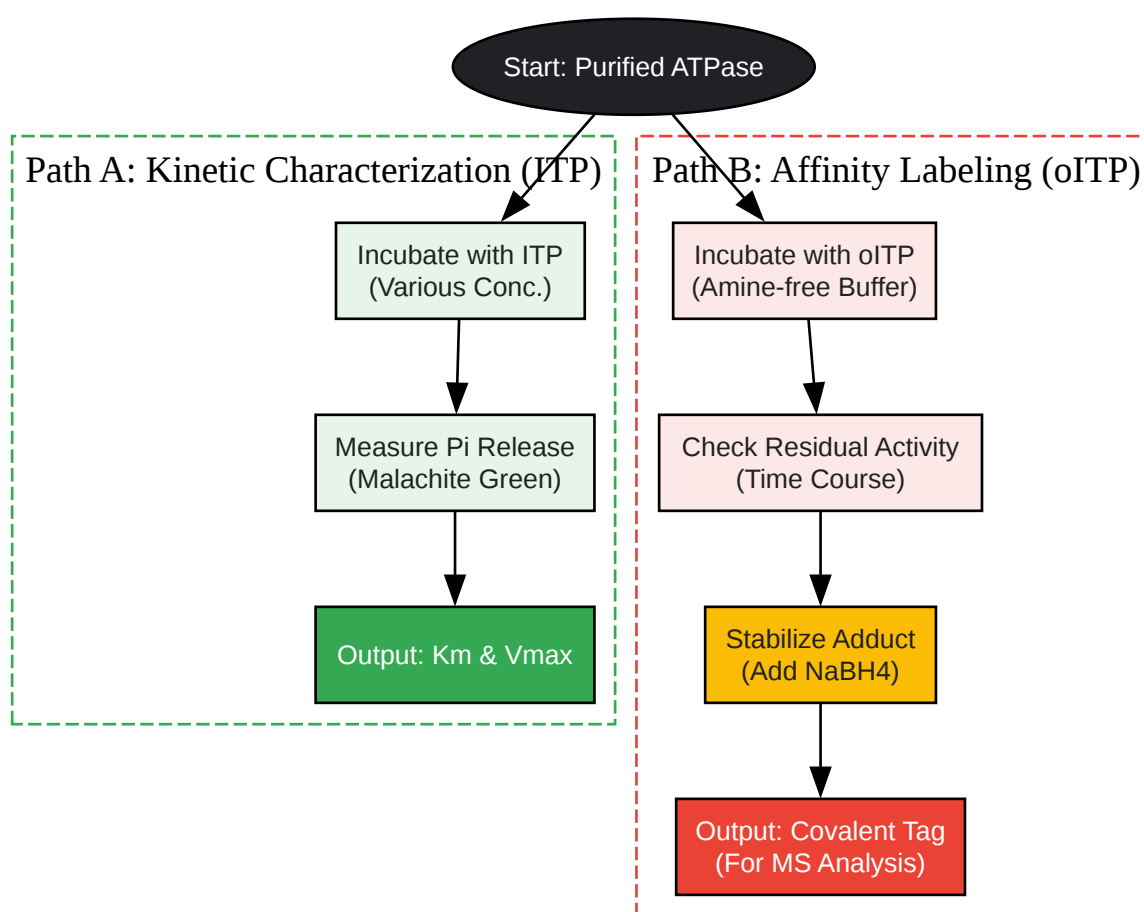 Start: Purified ATPase
Path A: Kinetic Characterization (ITP)
Incubate with ITP
(Various Conc.)
Measure Pi Release
(Malachite Green)
Output: Km & Vmax
Path B: Affinity Labeling (oITP)
Incubate with oITP
(Amine-free Buffer)
Check Residual Activity
(Time Course)
Stabilize Adduct
(Add NaBH4)
Output: Covalent Tag
(For MS Analysis)